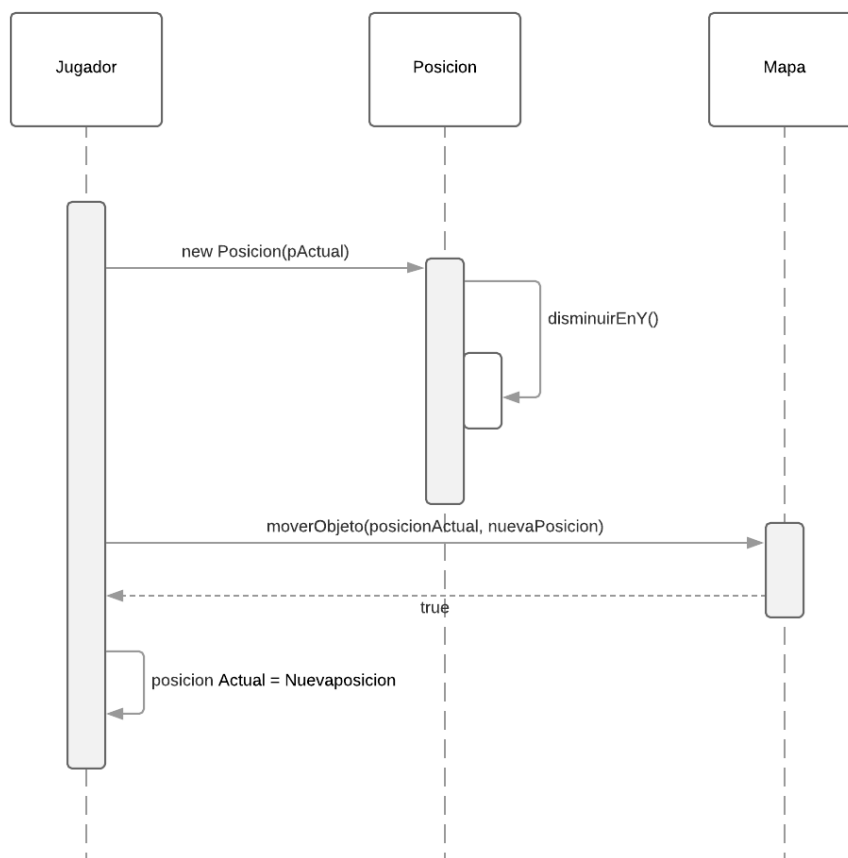 Jugador
Posicion
Mapa
new Posicion(pActual)
disminuirEnY()
moverObjeto(posicionActual, nuevaPosicion)
true
posicion Actual = Nuevaposicion